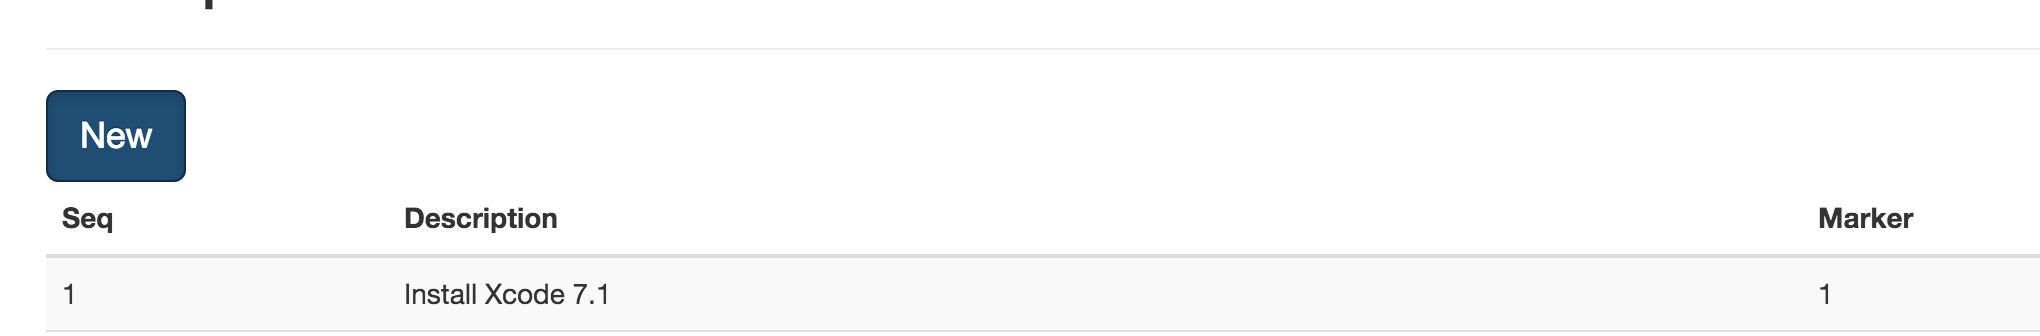 New
Seq Description Marker
1 Install Xcode 7.1 1